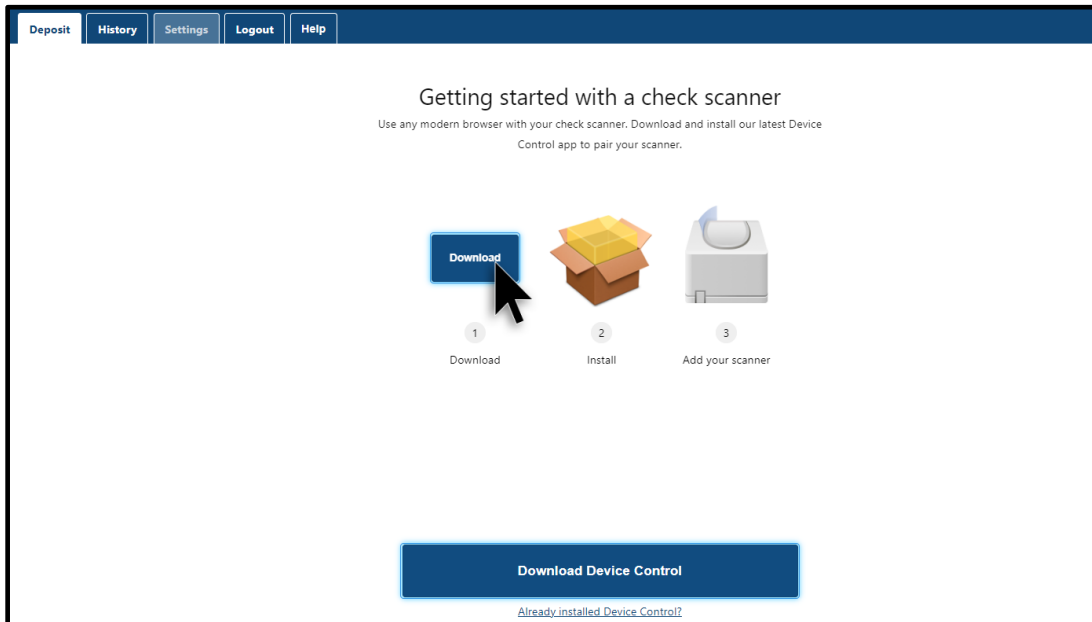 Deposit History Settings Logout Help
Getting started with a check scanner
Use any modern browser with your check scanner. Download and install our latest Device
Control app to pair your scanner.
Download
1 2 3
Download Install Add your scanner
Download Device Control
Already installed Device Control?